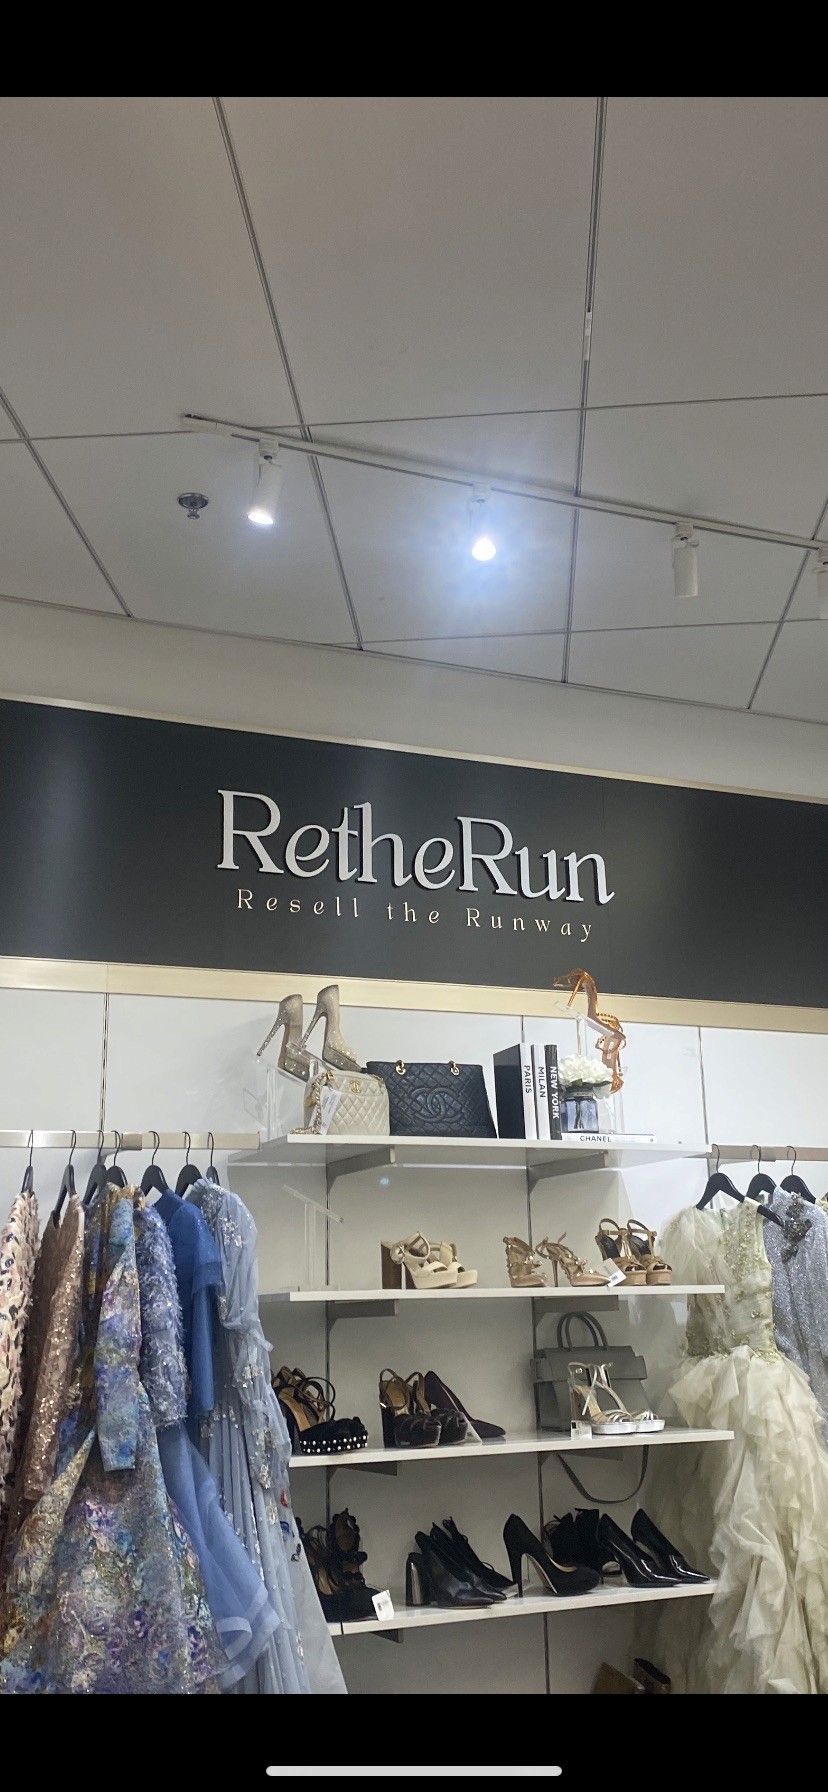 RetheRun
Resell the Runway
PARIS
MILAN
NEW YORK
CHANEL